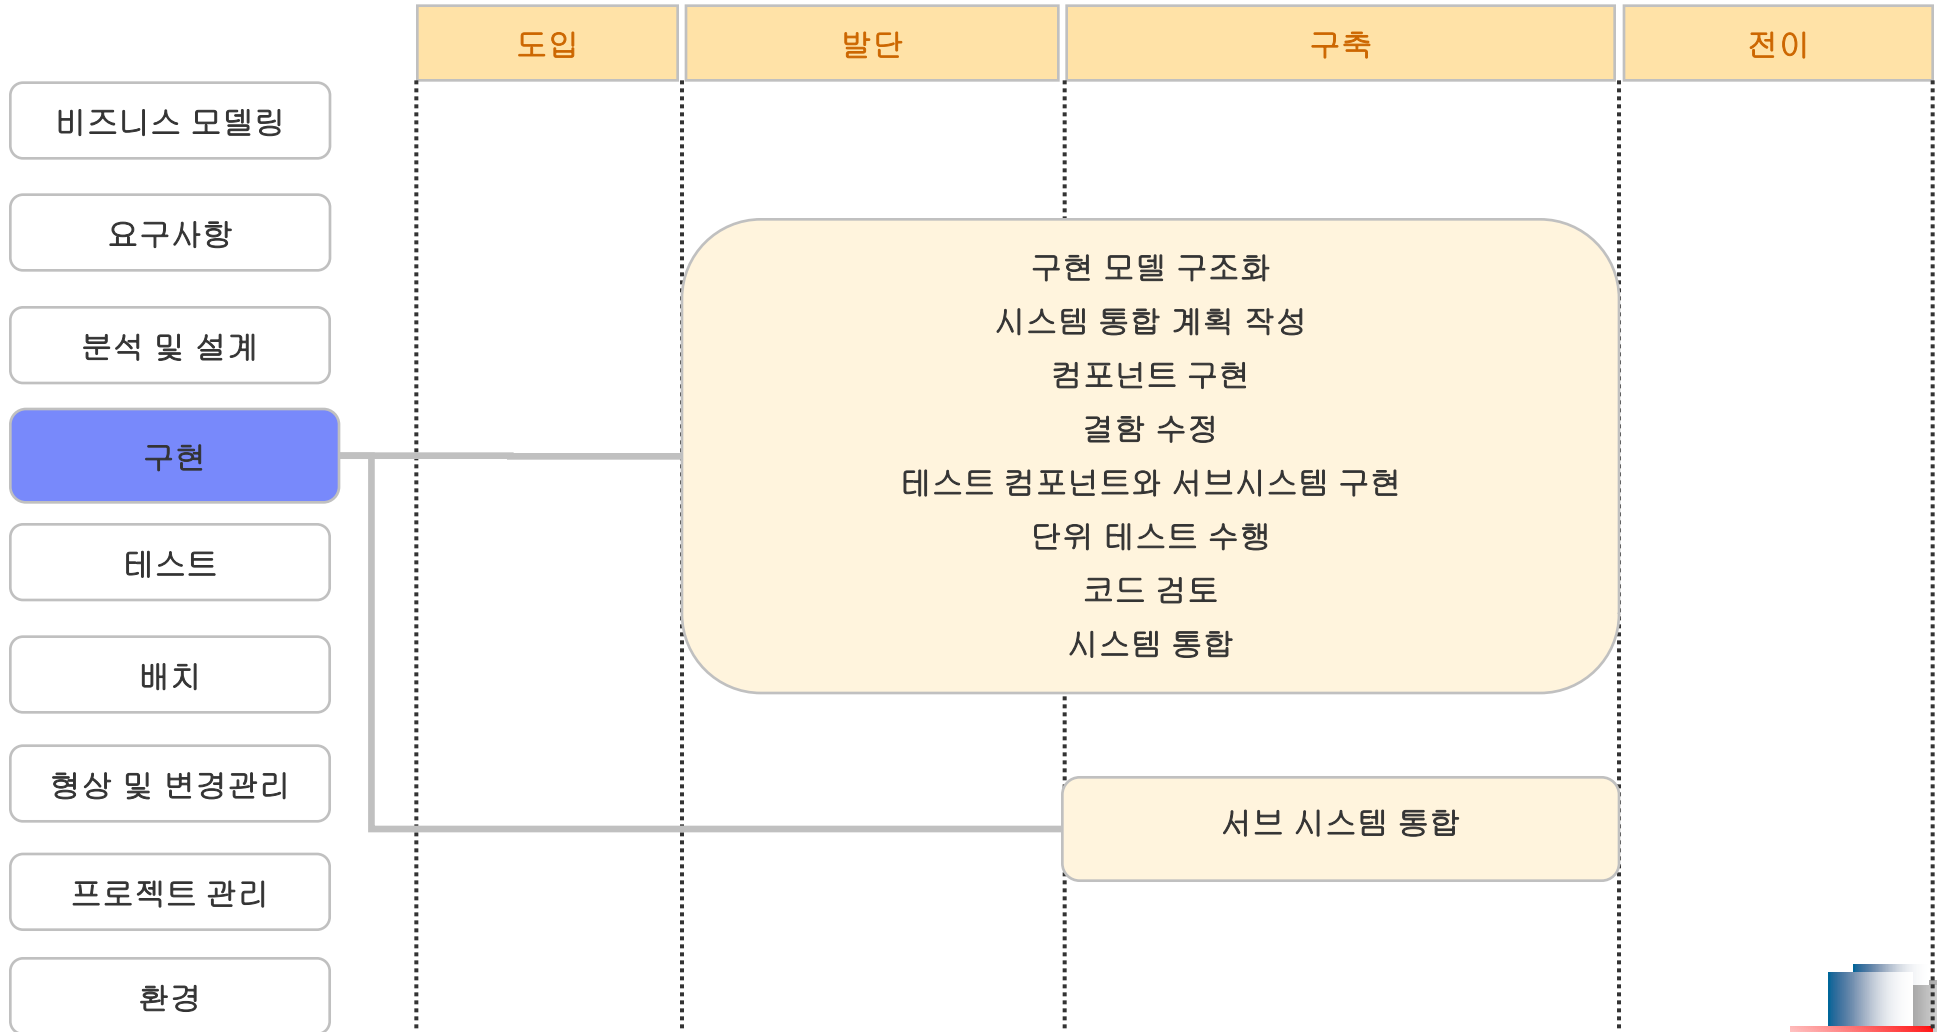 도입
발단
구축
전이
비즈니스 모델링
요구사항
분석 및 설계
구현
테스트
배치
형상 및 변경관리
프로젝트 관리
환경
구현 모델 구조화
시스템 통합 계획 작성
컴포넌트 구현
결함 수정
테스트 컴포넌트와 서브시스템 구현
단위 테스트 수행
코드 검토
시스템 통합
서브 시스템 통합